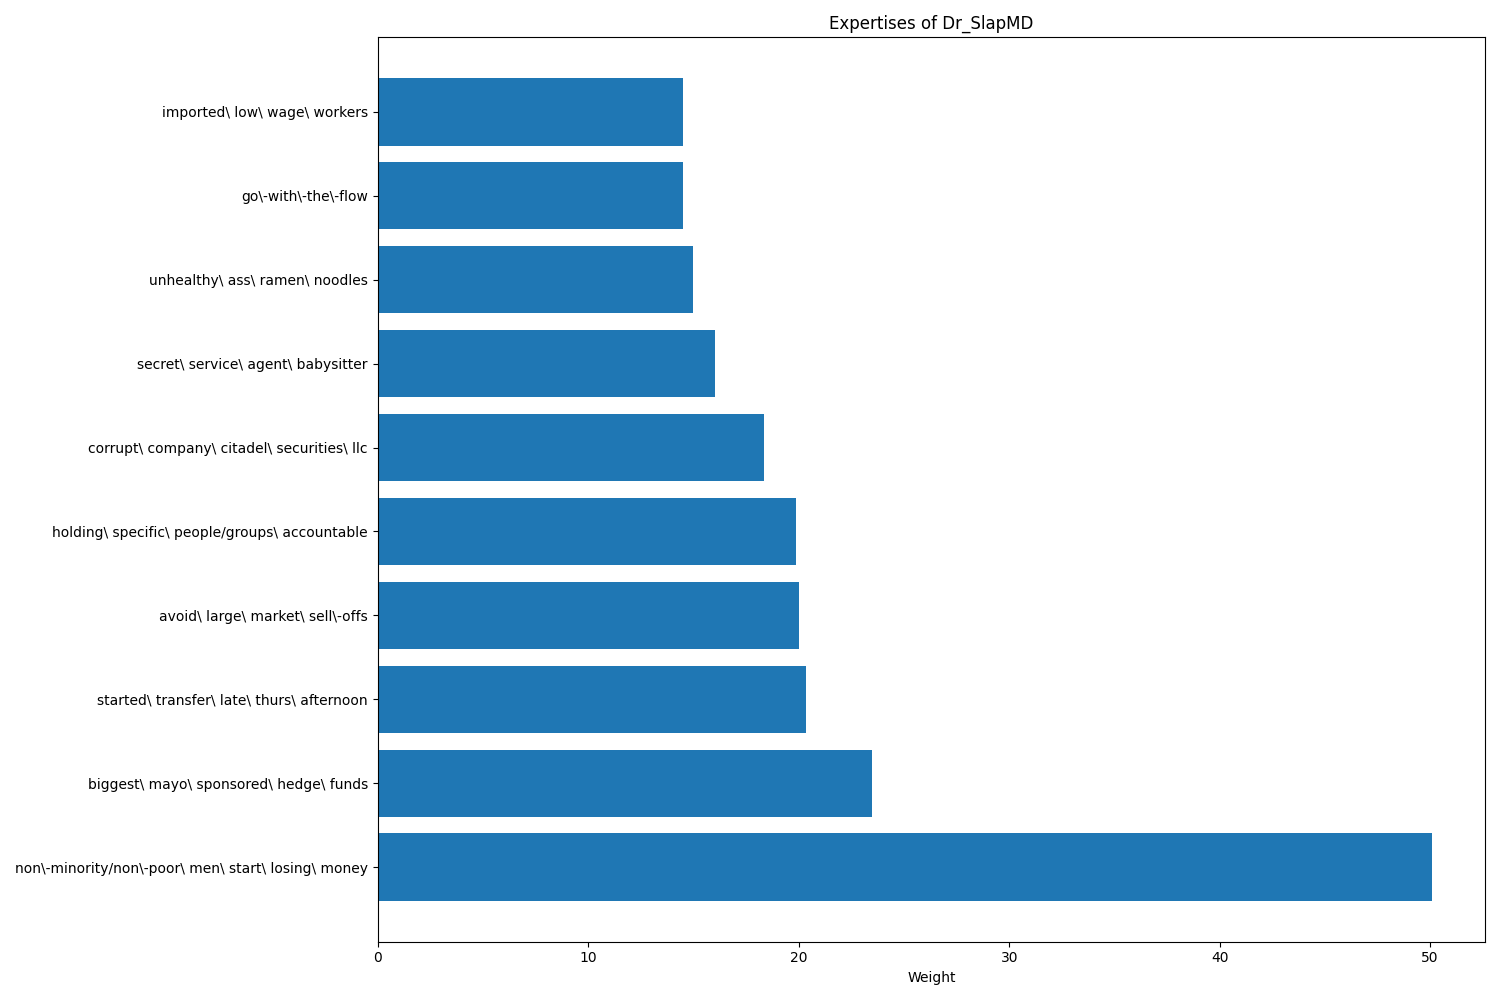 Expertises of Dr_SlapMD
imported\ low\ wage\ workers
go\-with\-the\-flow
unhealthy\ ass\ ramen\ noodles
secret\ service\ agent\ babysitter
corrupt\ company\ citadel\ securities\ llc
holding\ specific\ people/groups\ accountable
avoid\ large\ market\ sell\-offs
started\ transfer\ late\ thurs\ afternoon
biggest\ mayo\ sponsored\ hedge\ funds
non\-minority/non\-poor\ men\ start\ losing\ money
0 10 20 30 40 50
Weight